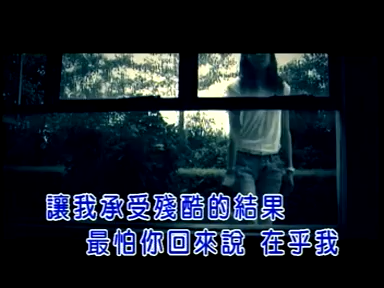 讓我承受殘酷的結果
最怕你回來說 在乎我